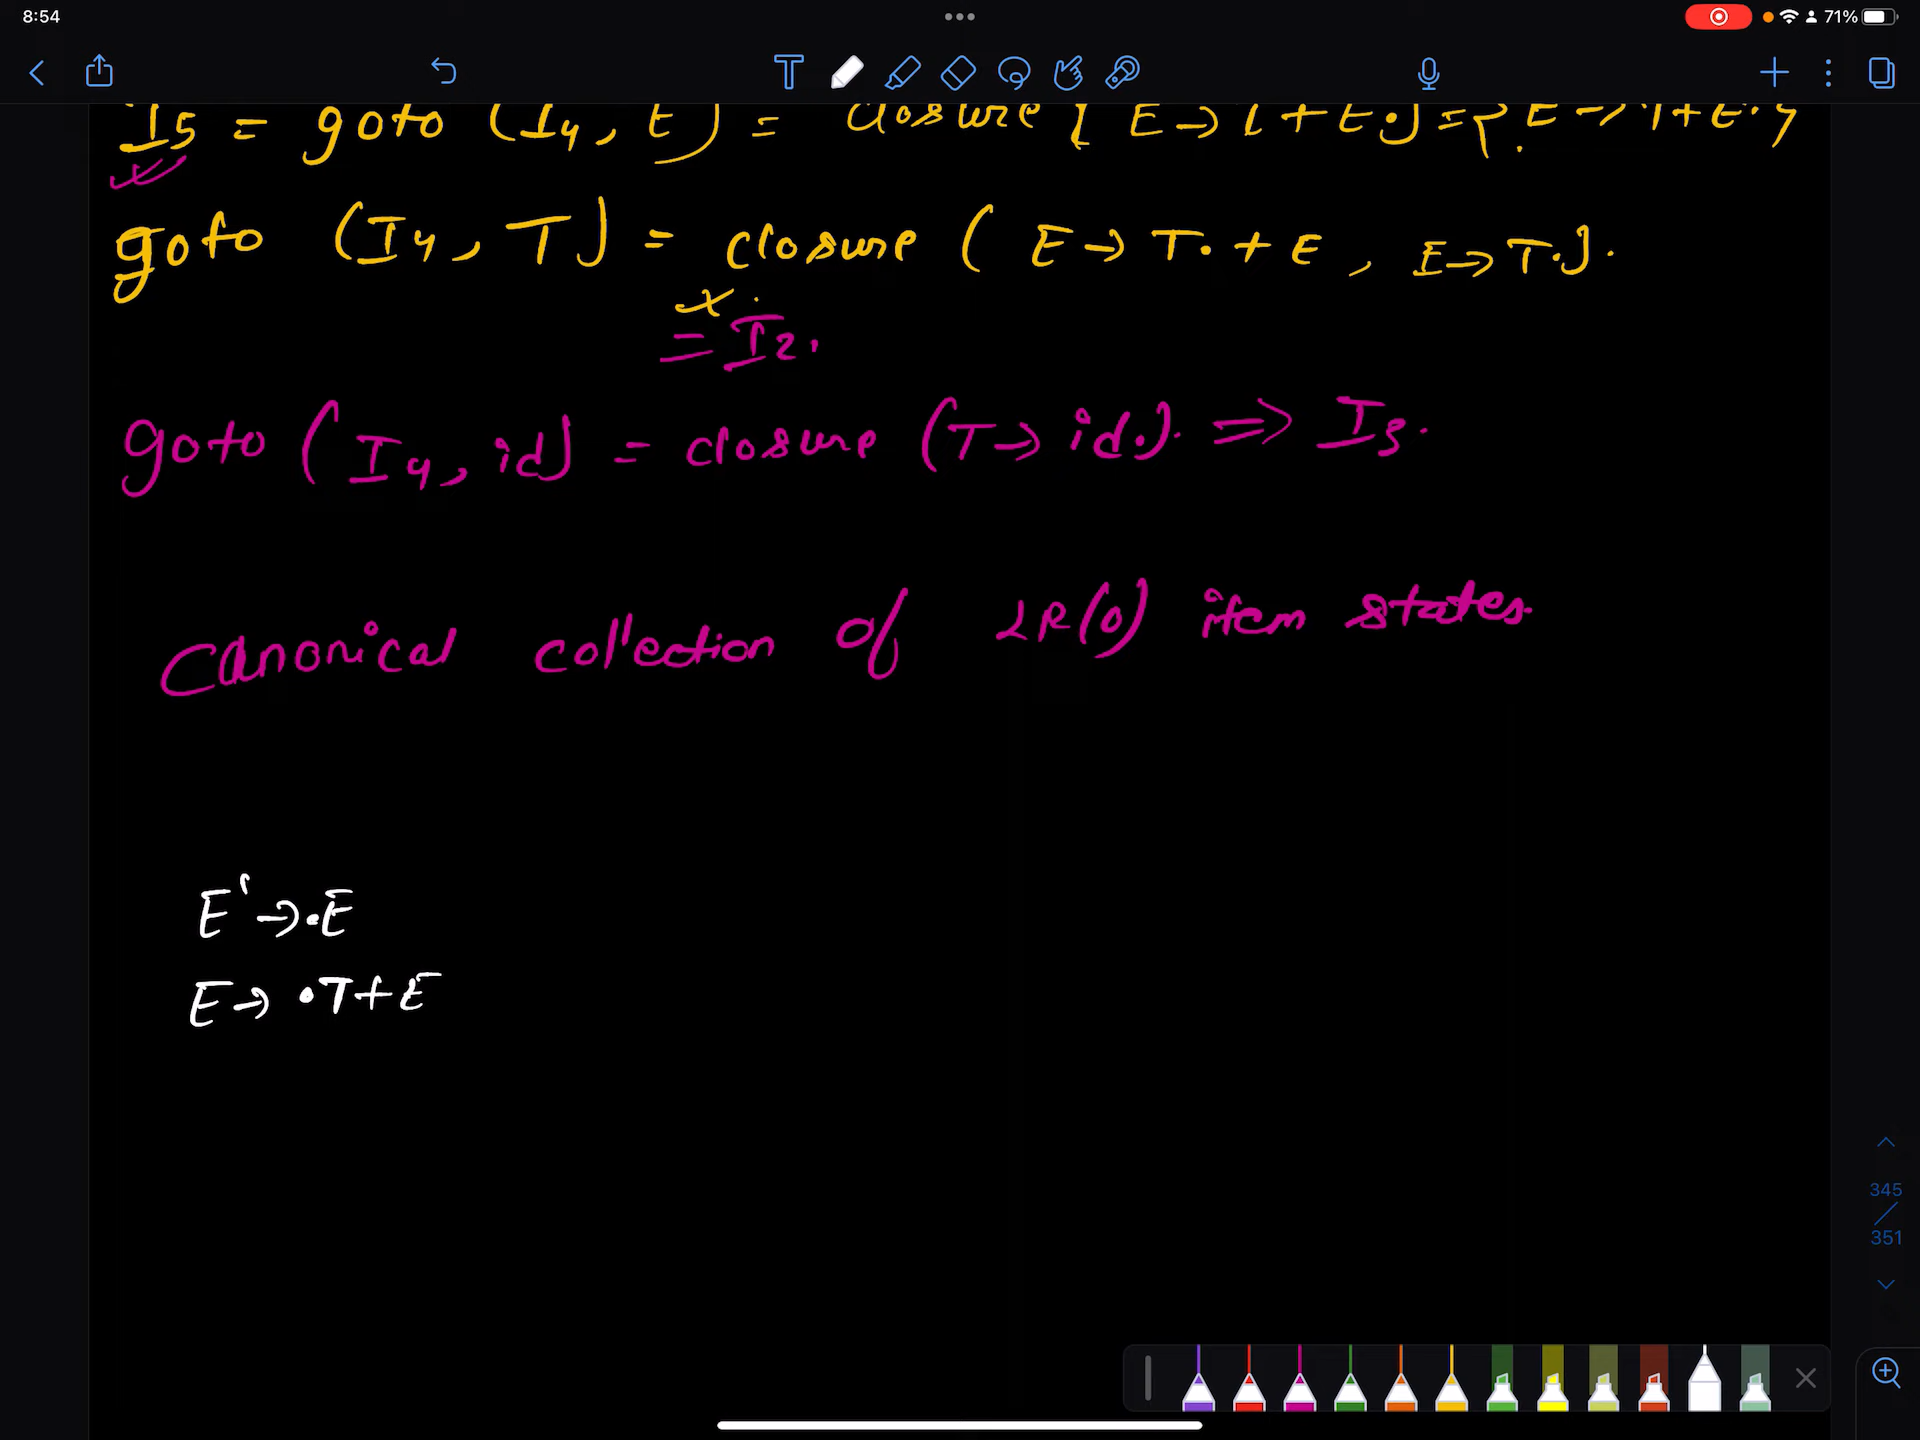 8:54
71%
I5 = goto (I4, E) = closure [E → T + E.] = {E → T + E.}
goto (I4, T) = closure (E → T. + E, E → T.).
= I2.
goto (I4, id) = closure (T → id.). ⇒ I3.
Canonical collection of LR(0) item states.
E' → .E
E → .T + E
345
/
351